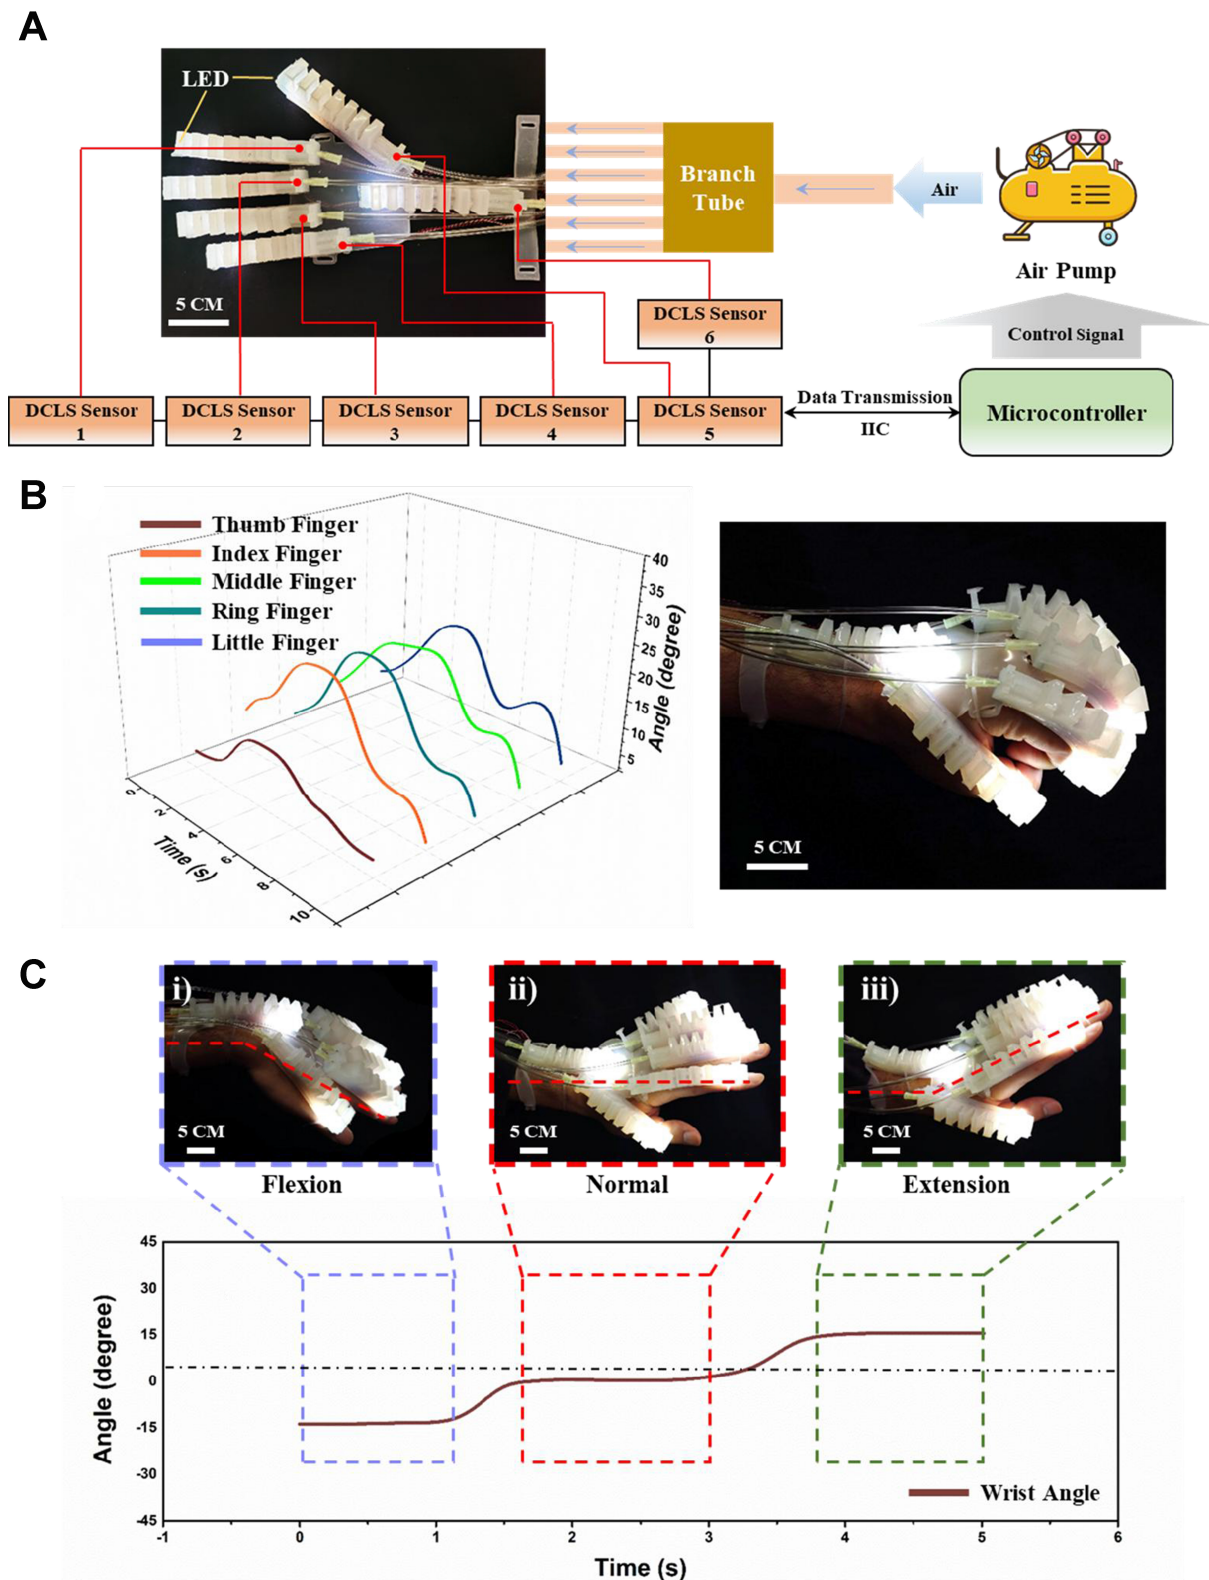 A
LED
5 CM
Branch
Tube
Air
Air Pump
Control Signal
DCLS Sensor
6
DCLS Sensor
1
DCLS Sensor
2
DCLS Sensor
3
DCLS Sensor
4
DCLS Sensor
5
Data Transmission
IIC
Microcontroller
B
Thumb Finger
Index Finger
Middle Finger
Ring Finger
Little Finger
40
35
30
25
20
15
10
5
Angle (degree)
0
2
4
6
8
10
Time (s)
5 CM
C
i)
5 CM
Flexion
ii)
5 CM
Normal
iii)
5 CM
Extension
45
30
15
0
-15
-30
-45
Angle (degree)
Wrist Angle
-1
0
1
2
3
4
5
6
Time (s)